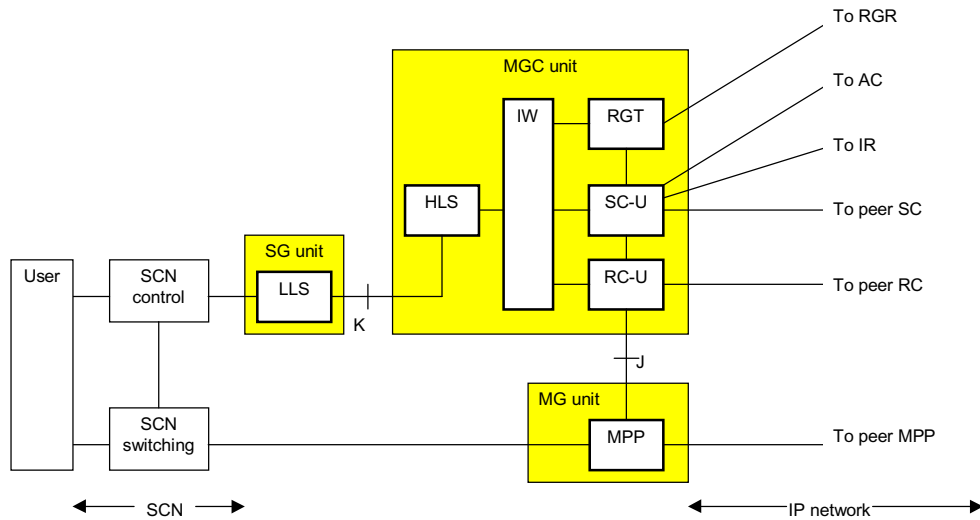 To RGR
MGC unit
To AC
IW
RGT
To IR
HLS
SC-U
To peer SC
SG unit
User
SCN
control
LLS
RC-U
To peer RC
K
J
MG unit
SCN
switching
MPP
To peer MPP
SCN
IP network